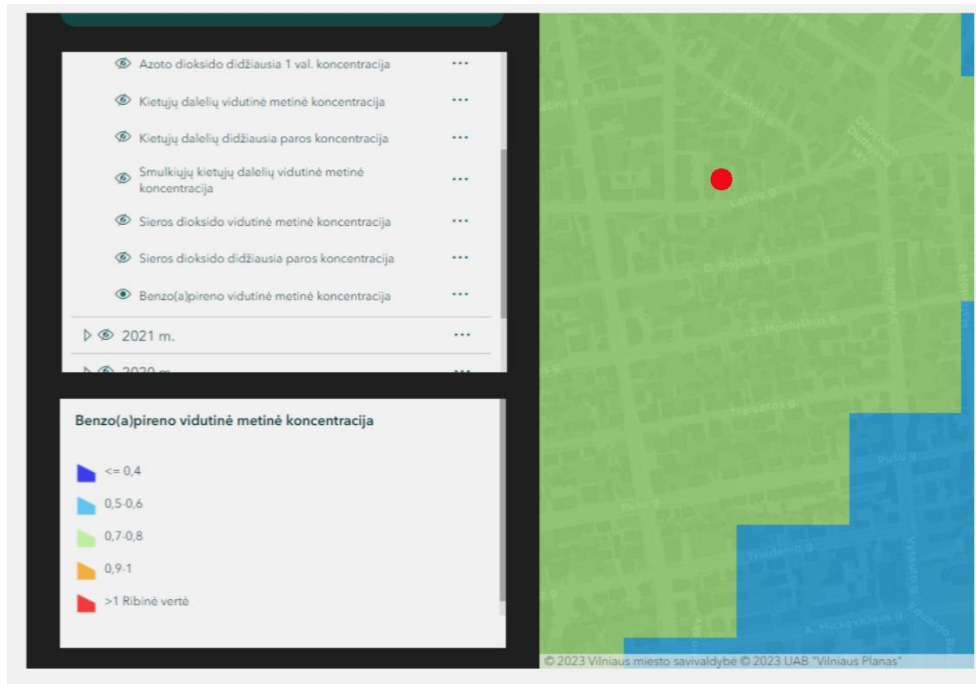 Azoto dioksido didžiausia 1 val. koncentracija
Kietųjų dalelių vidutinė metinė koncentracija
Kietųjų dalelių didžiausia paros koncentracija
Smulkiųjų kietųjų dalelių vidutinė metinė
koncentracija
Sieros dioksido vidutinė metinė koncentracija
Sieros dioksido didžiausia paros koncentracija
Benzo(a)pireno vidutinė metinė koncentracija
2021 m.
2020 m.
Benzo(a)pireno vidutinė metinė koncentracija
<= 0,4
0,5-0,6
0,7-0,8
0,9-1
>1 Ribinė vertė
Latvių g.
D. Poškos g.
Traidenio g.
Pušų g.
Vytauto g.
A. Mickevičiaus g.
© 2023 Vilniaus miesto savivaldybė © 2023 UAB "Vilniaus Planas"